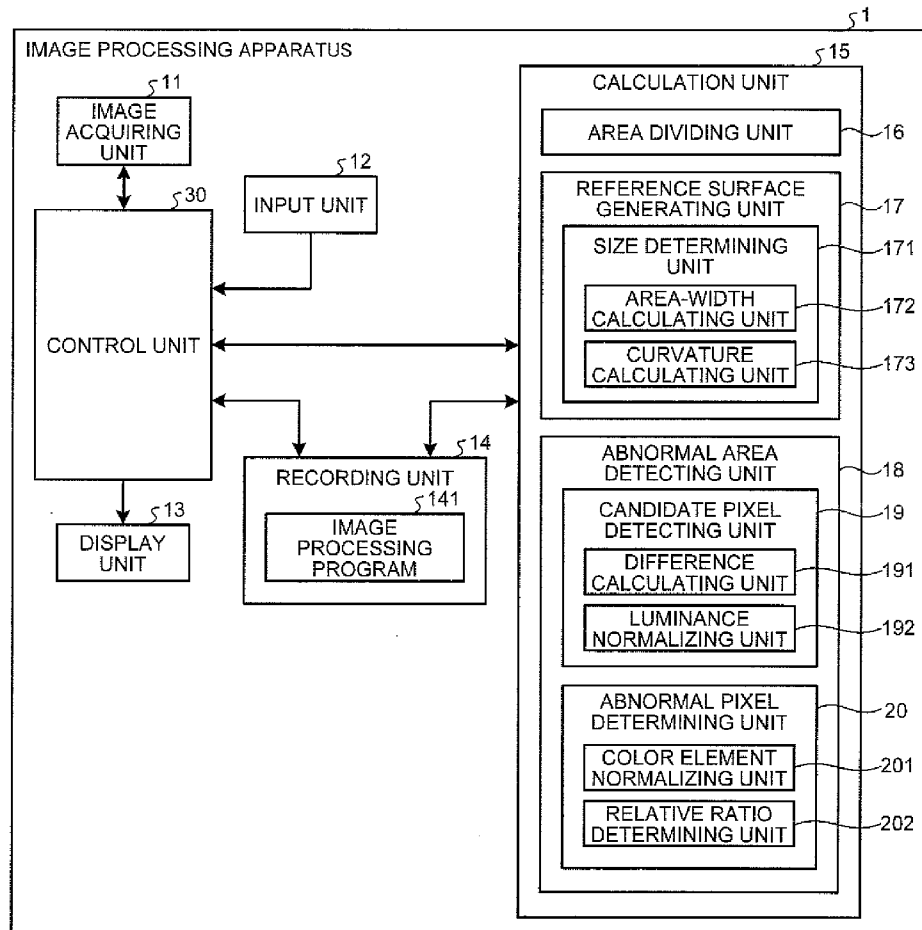 1
IMAGE PROCESSING APPARATUS
11
IMAGE
ACQUIRING
UNIT
12
INPUT UNIT
30
CONTROL UNIT
13
DISPLAY
UNIT
14
RECORDING UNIT
141
IMAGE
PROCESSING
PROGRAM
15
CALCULATION UNIT
AREA DIVIDING UNIT
16
REFERENCE SURFACE
GENERATING UNIT
17
SIZE DETERMINING
UNIT
171
AREA-WIDTH
CALCULATING UNIT
172
CURVATURE
CALCULATING UNIT
173
ABNORMAL AREA
DETECTING UNIT
18
CANDIDATE PIXEL
DETECTING UNIT
19
DIFFERENCE
CALCULATING UNIT
191
LUMINANCE
NORMALIZING UNIT
192
ABNORMAL PIXEL
DETERMINING UNIT
20
COLOR ELEMENT
NORMALIZING UNIT
201
RELATIVE RATIO
DETERMINING UNIT
202